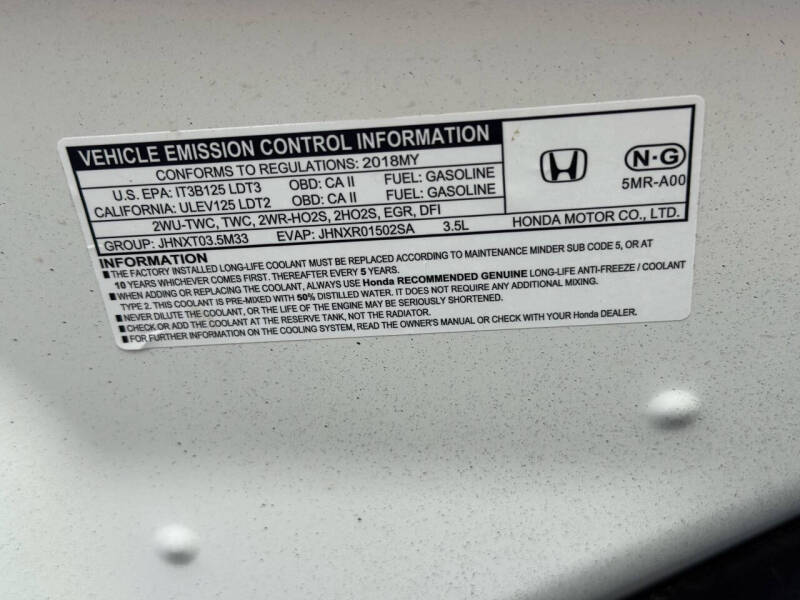 VEHICLE EMISSION CONTROL INFORMATION
CONFORMS TO REGULATIONS: 2018MY
U.S. EPA: IT3B125 LDT3 OBD: CA II FUEL: GASOLINE
CALIFORNIA: ULEV125 LDT2 OBD: CA II FUEL: GASOLINE
2WU-TWC, TWC, 2WR-HO2S, 2HO2S, EGR, DFI
GROUP: JHNXT03.5M33 EVAP: JHNXR01502SA 3.5L
N·G
5MR-A00
HONDA MOTOR CO., LTD.
INFORMATION
■THE FACTORY INSTALLED LONG-LIFE COOLANT MUST BE REPLACED ACCORDING TO MAINTENANCE MINDER SUB CODE 5, OR AT
10 YEARS WHICHEVER COMES FIRST. THEREAFTER EVERY 5 YEARS.
■WHEN ADDING OR REPLACING THE COOLANT, ALWAYS USE Honda RECOMMENDED GENUINE LONG-LIFE ANTI-FREEZE / COOLANT
TYPE 2. THIS COOLANT IS PRE-MIXED WITH 50% DISTILLED WATER. IT DOES NOT REQUIRE ANY ADDITIONAL MIXING.
■NEVER DILUTE THE COOLANT, OR THE LIFE OF THE ENGINE MAY BE SERIOUSLY SHORTENED.
■CHECK OR ADD THE COOLANT AT THE RESERVE TANK, NOT THE RADIATOR.
■FOR FURTHER INFORMATION ON THE COOLING SYSTEM, READ THE OWNER'S MANUAL OR CHECK WITH YOUR Honda DEALER.